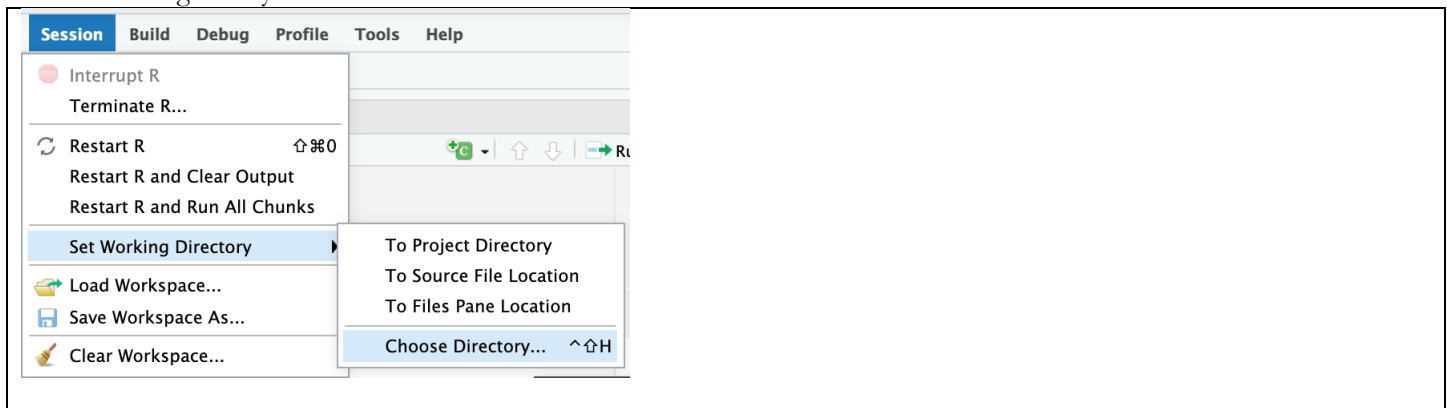 Session Build Debug Profile Tools Help
Interrupt R
Terminate R...
Restart R ⇧⌘0
Restart R and Clear Output
Restart R and Run All Chunks
Set Working Directory
Load Workspace...
Save Workspace As...
Clear Workspace...
To Project Directory
To Source File Location
To Files Pane Location
Choose Directory... ^⇧H
C